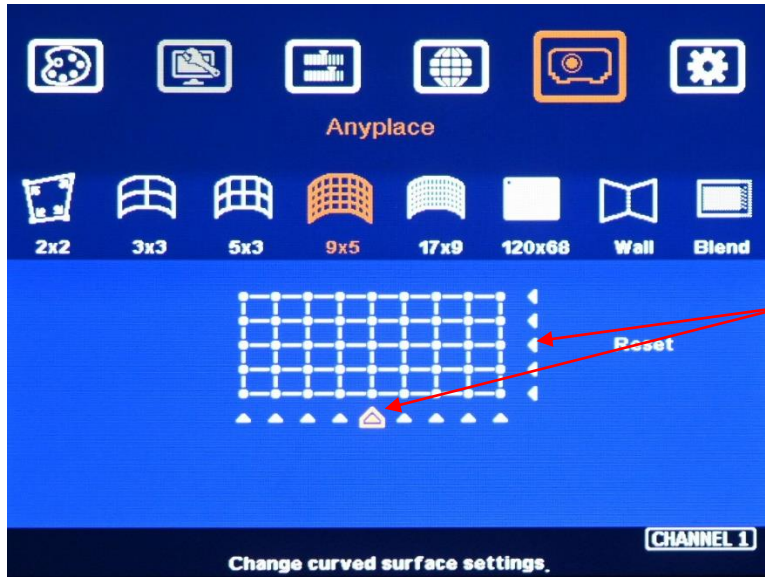 Anyplace
2x2 3x3 5x3 9x5 17x9 120x68 Wall Blend
Reset
CHANNEL 1
Change curved surface settings.